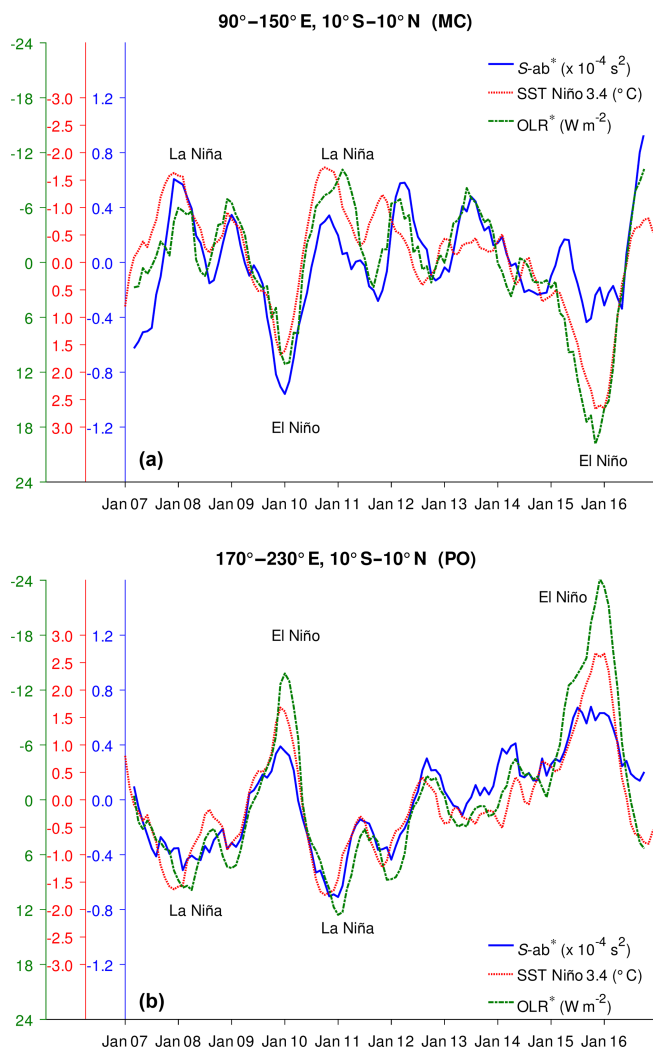 90°−150° E, 10° S−10° N (MC)
-24
-18
-12
-6
0
6
12
18
24
-3.0
-2.5
-2.0
-1.5
-1.0
-0.5
0.0
0.5
1.0
1.5
2.0
2.5
3.0
1.2
0.8
0.4
0.0
-0.4
-0.8
-1.2
S-ab* (x 10⁻⁴ s²)
SST Niño 3.4 (° C)
OLR* (W m⁻²)
La Niña
La Niña
El Niño
El Niño
(a)
Jan 07 Jan 08 Jan 09 Jan 10 Jan 11 Jan 12 Jan 13 Jan 14 Jan 15 Jan 16
170°−230° E, 10° S−10° N (PO)
-24
-18
-12
-6
0
6
12
18
24
3.0
2.5
2.0
1.5
1.0
0.5
0.0
-0.5
-1.0
-1.5
-2.0
-2.5
-3.0
1.2
0.8
0.4
0.0
-0.4
-0.8
-1.2
El Niño
El Niño
La Niña
La Niña
S-ab* (x 10⁻⁴ s²)
SST Niño 3.4 (° C)
OLR* (W m⁻²)
(b)
Jan 07 Jan 08 Jan 09 Jan 10 Jan 11 Jan 12 Jan 13 Jan 14 Jan 15 Jan 16